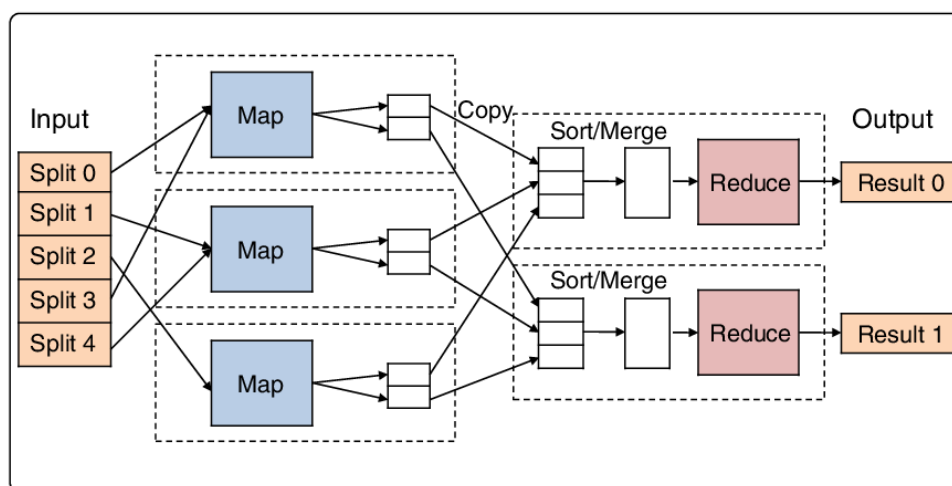 Input
Split 0
Split 1
Split 2
Split 3
Split 4
Map
Map
Map
Copy
Sort/Merge
Reduce
Sort/Merge
Reduce
Output
Result 0
Result 1